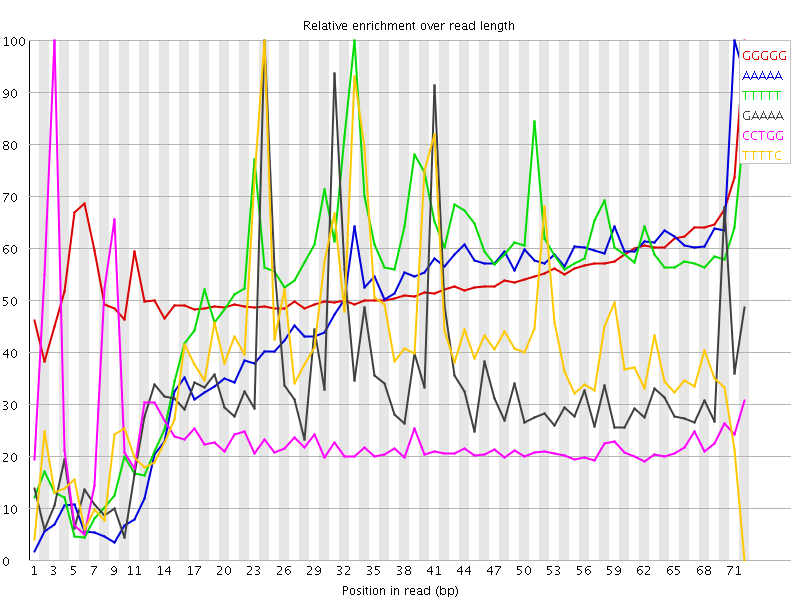 Relative enrichment over read length
100
90
80
70
60
50
40
30
20
10
0
GGGGG
AAAAA
TTTTT
GAAAA
CCTGG
TTTTC
1 3 5 7 9 11 14 17 20 23 26 29 32 35 38 41 44 47 50 53 56 59 62 65 68 71
Position in read (bp)